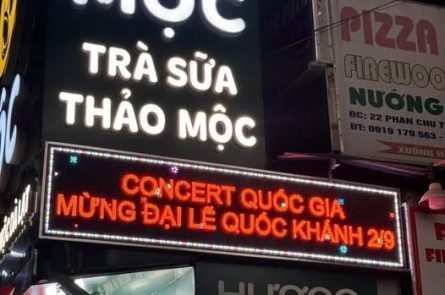 MỘC
TRÀ SỮA
THẢO MỘC
CONCERT QUỐC GIA
MỪNG ĐẠI LỄ QUỐC KHÁNH 2/9
PIZZA
NƯỚNG
ĐC: 22 PHAN CHU
ĐT: 0919 179 563